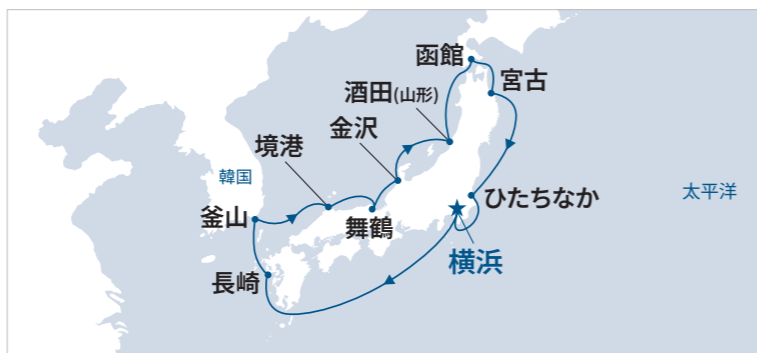 函館
宮古
酒田(山形)
金沢
境港
韓国
太平洋
ひたちなか
釜山
舞鶴
横浜
長崎